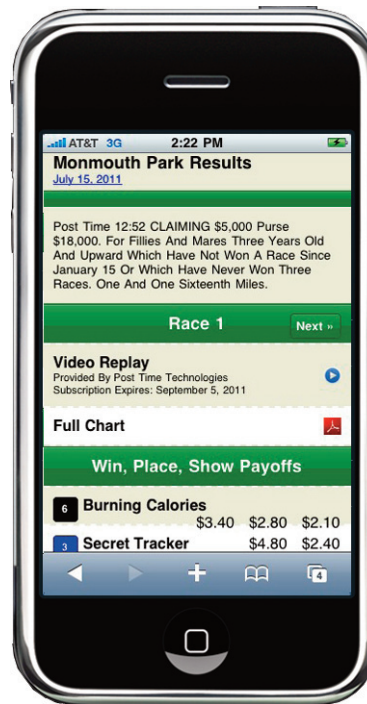 AT&T 3G 2:22 PM
Monmouth Park Results
July 15, 2011
Post Time 12:52 CLAIMING $5,000 Purse
$18,000. For Fillies And Mares Three Years Old
And Upward Which Have Not Won A Race Since
January 15 Or Which Have Never Won Three
Races. One And One Sixteenth Miles.
Race 1 Next »
Video Replay
Provided By Post Time Technologies
Subscription Expires: September 5, 2011
Full Chart
Win, Place, Show Payoffs
6 Burning Calories
$3.40 $2.80 $2.10
3 Secret Tracker $4.80 $2.40
4